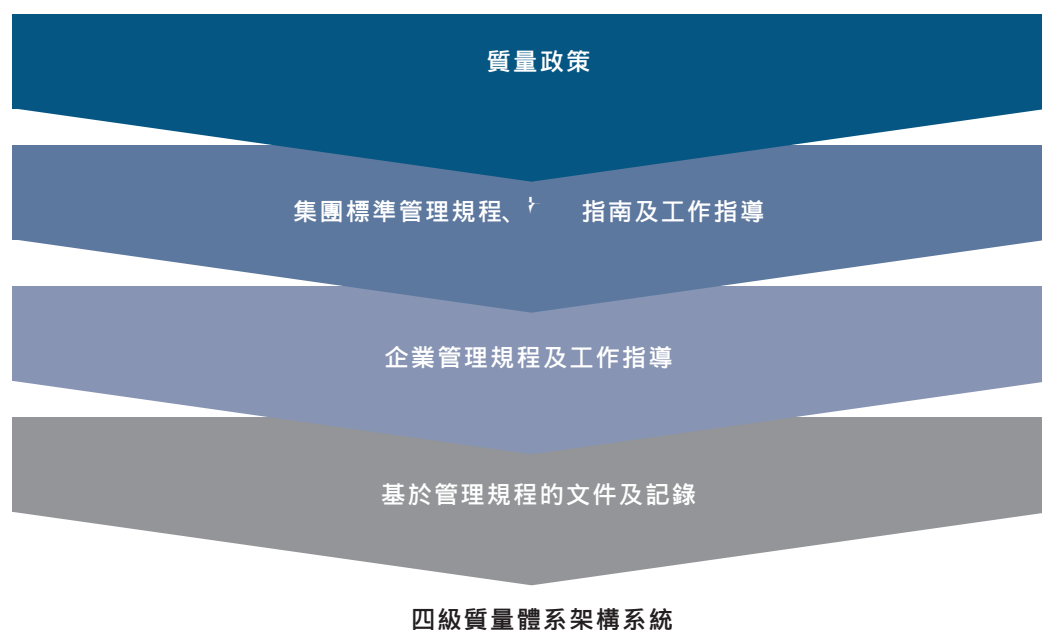 質量政策
集團標準管理規程、 指南及工作指導
企業管理規程及工作指導
基於管理規程的文件及記錄
四級質量體系架構系統